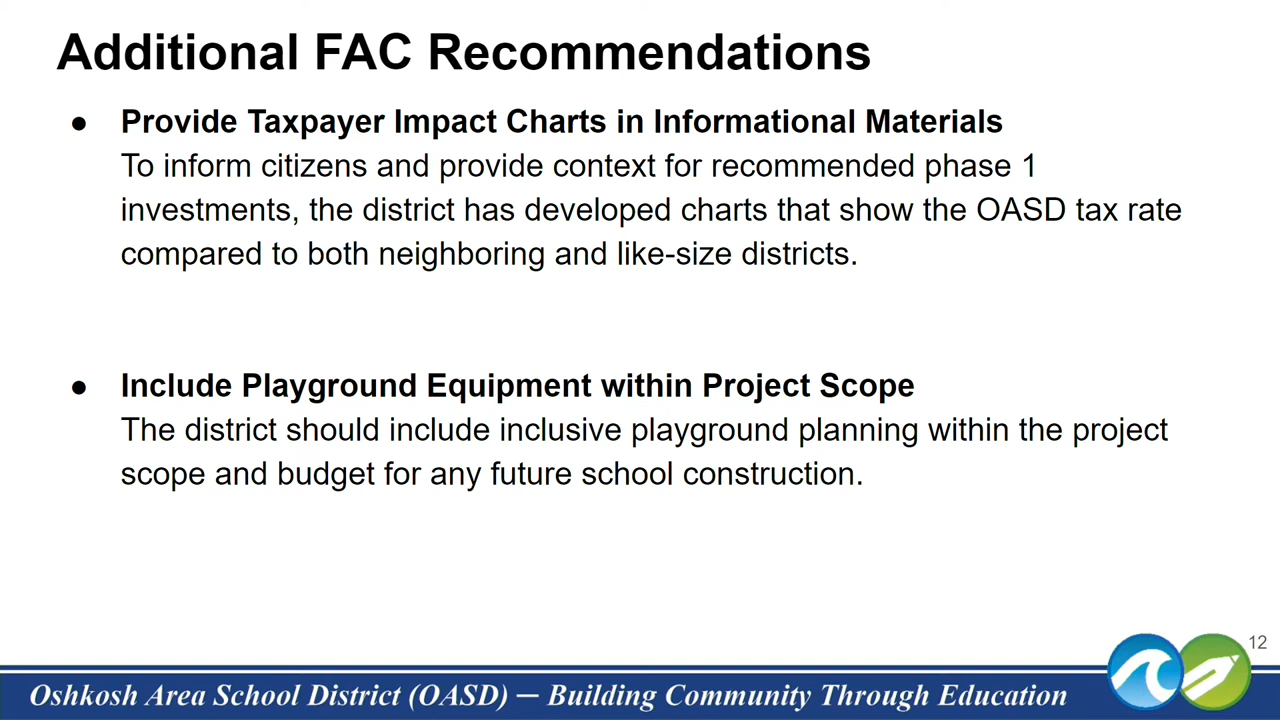 Additional FAC Recommendations
● Provide Taxpayer Impact Charts in Informational Materials
To inform citizens and provide context for recommended phase 1
investments, the district has developed charts that show the OASD tax rate
compared to both neighboring and like-size districts.
● Include Playground Equipment within Project Scope
The district should include inclusive playground planning within the project
scope and budget for any future school construction.
12
Oshkosh Area School District (OASD) — Building Community Through Education